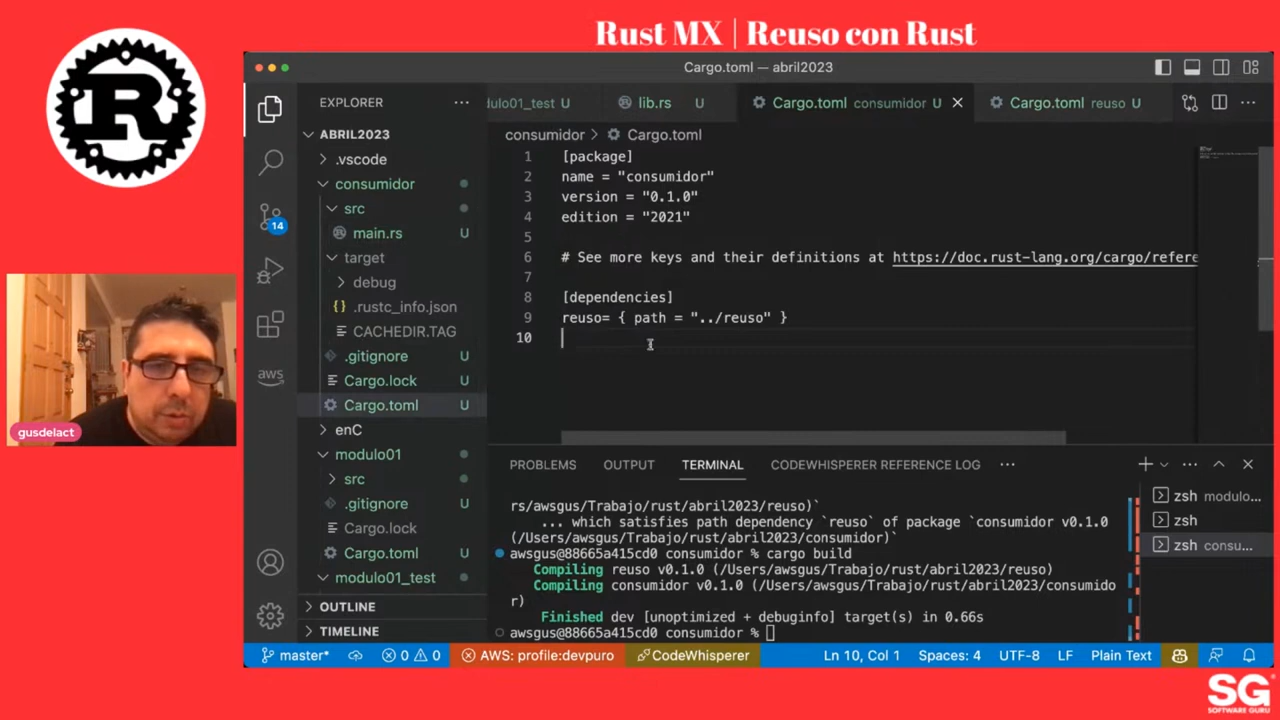 Rust MX | Reuso con Rust
Cargo.toml — abril2023
EXPLORER
ABRIL2023
.vscode
consumidor
src
main.rs U
target
debug
{} .rustc_info.json
CACHEDIR.TAG
.gitignore U
Cargo.lock U
Cargo.toml U
enC
modulo01
src
.gitignore U
Cargo.lock
Cargo.toml U
modulo01_test
OUTLINE
TIMELINE
14
aws
dulo01_test U
lib.rs U
Cargo.toml consumidor U
Cargo.toml reuso U
consumidor > Cargo.toml
1 [package]
2 name = "consumidor"
3 version = "0.1.0"
4 edition = "2021"
5
6 # See more keys and their definitions at https://doc.rust-lang.org/cargo/refere
7
8 [dependencies]
9 reuso= { path = "../reuso" }
10
PROBLEMS OUTPUT TERMINAL CODEWHISPERER REFERENCE LOG
rs/awsgus/Trabajo/rust/abril2023/reuso)`
... which satisfies path dependency `reuso` of package `consumidor v0.1.0
(/Users/awsgus/Trabajo/rust/abril2023/consumidor)`
awsgus@88665a415cd0 consumidor % cargo build
Compiling reuso v0.1.0 (/Users/awsgus/Trabajo/rust/abril2023/reuso)
Compiling consumidor v0.1.0 (/Users/awsgus/Trabajo/rust/abril2023/consumido
r)
Finished dev [unoptimized + debuginfo] target(s) in 0.66s
awsgus@88665a415cd0 consumidor %
zsh modulo...
zsh
zsh consu...
master* 0 0 AWS: profile:devpuro CodeWhisperer Ln 10, Col 1 Spaces: 4 UTF-8 LF Plain Text
R
gusdelact
SG
SOFTWARE GURU